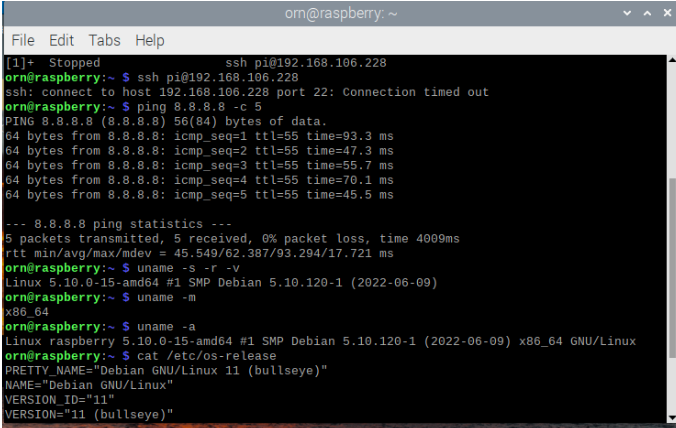 orn@raspberry: ~
File Edit Tabs Help
[1]+  Stopped                 ssh pi@192.168.106.228
orn@raspberry:~ $ ssh pi@192.168.106.228
ssh: connect to host 192.168.106.228 port 22: Connection timed out
orn@raspberry:~ $ ping 8.8.8.8 -c 5
PING 8.8.8.8 (8.8.8.8) 56(84) bytes of data.
64 bytes from 8.8.8.8: icmp_seq=1 ttl=55 time=93.3 ms
64 bytes from 8.8.8.8: icmp_seq=2 ttl=55 time=47.3 ms
64 bytes from 8.8.8.8: icmp_seq=3 ttl=55 time=55.7 ms
64 bytes from 8.8.8.8: icmp_seq=4 ttl=55 time=70.1 ms
64 bytes from 8.8.8.8: icmp_seq=5 ttl=55 time=45.5 ms
--- 8.8.8.8 ping statistics ---
5 packets transmitted, 5 received, 0% packet loss, time 4009ms
rtt min/avg/max/mdev = 45.549/62.387/93.294/17.721 ms
orn@raspberry:~ $ uname -s -r -v
Linux 5.10.0-15-amd64 #1 SMP Debian 5.10.120-1 (2022-06-09)
orn@raspberry:~ $ uname -m
x86_64
orn@raspberry:~ $ uname -a
Linux raspberry 5.10.0-15-amd64 #1 SMP Debian 5.10.120-1 (2022-06-09) x86_64 GNU/Linux
orn@raspberry:~ $ cat /etc/os-release
PRETTY_NAME="Debian GNU/Linux 11 (bullseye)"
NAME="Debian GNU/Linux"
VERSION_ID="11"
VERSION="11 (bullseye)"